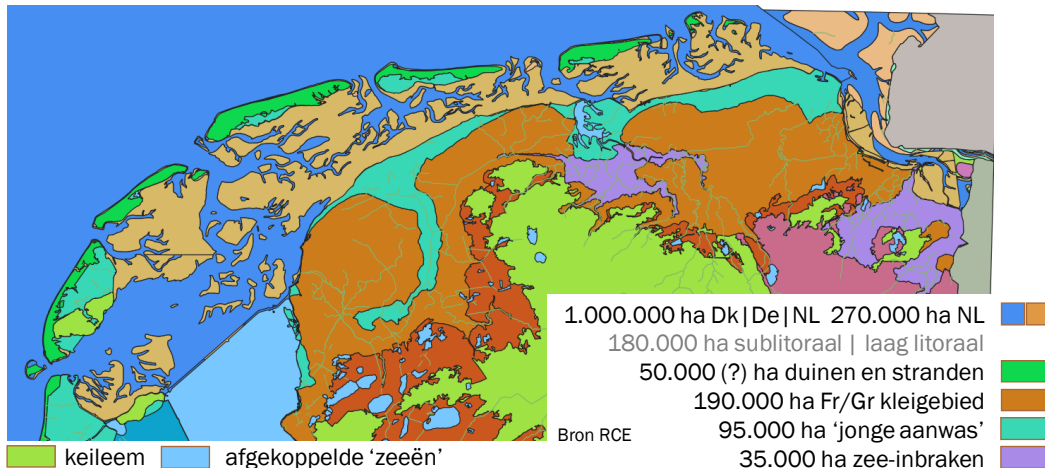 1.000.000 ha Dk|De|NL 270.000 ha NL
180.000 ha sublitoraal | laag litoraal
50.000 (?) ha duinen en stranden
190.000 ha Fr/Gr kleigebied
Bron RCE
95.000 ha ‘jonge aanwas’
35.000 ha zee-inbraken
keileem
afgekoppelde ‘zeeën’